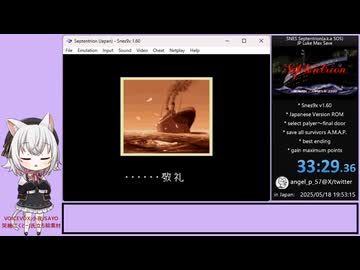 Septentrion (Japan) - Snes9x 1.60
File Emulation Input Sound Video Cheat Netplay Help
・・・・・・敬礼
SNES Septentrion(a.k.a SOS)
JP Luke Max Save
Septentrion
* Snes9x v1.60
* Japanese Version ROM
* select palyer～final door
* save all survivors A.M.A.P.
* best ending
* gain maximum points
33:29.36
angel_p_57@X/twitter
in Japan: 2025/05/18 19:53:15
VOICEVOX:小夜/SAYO